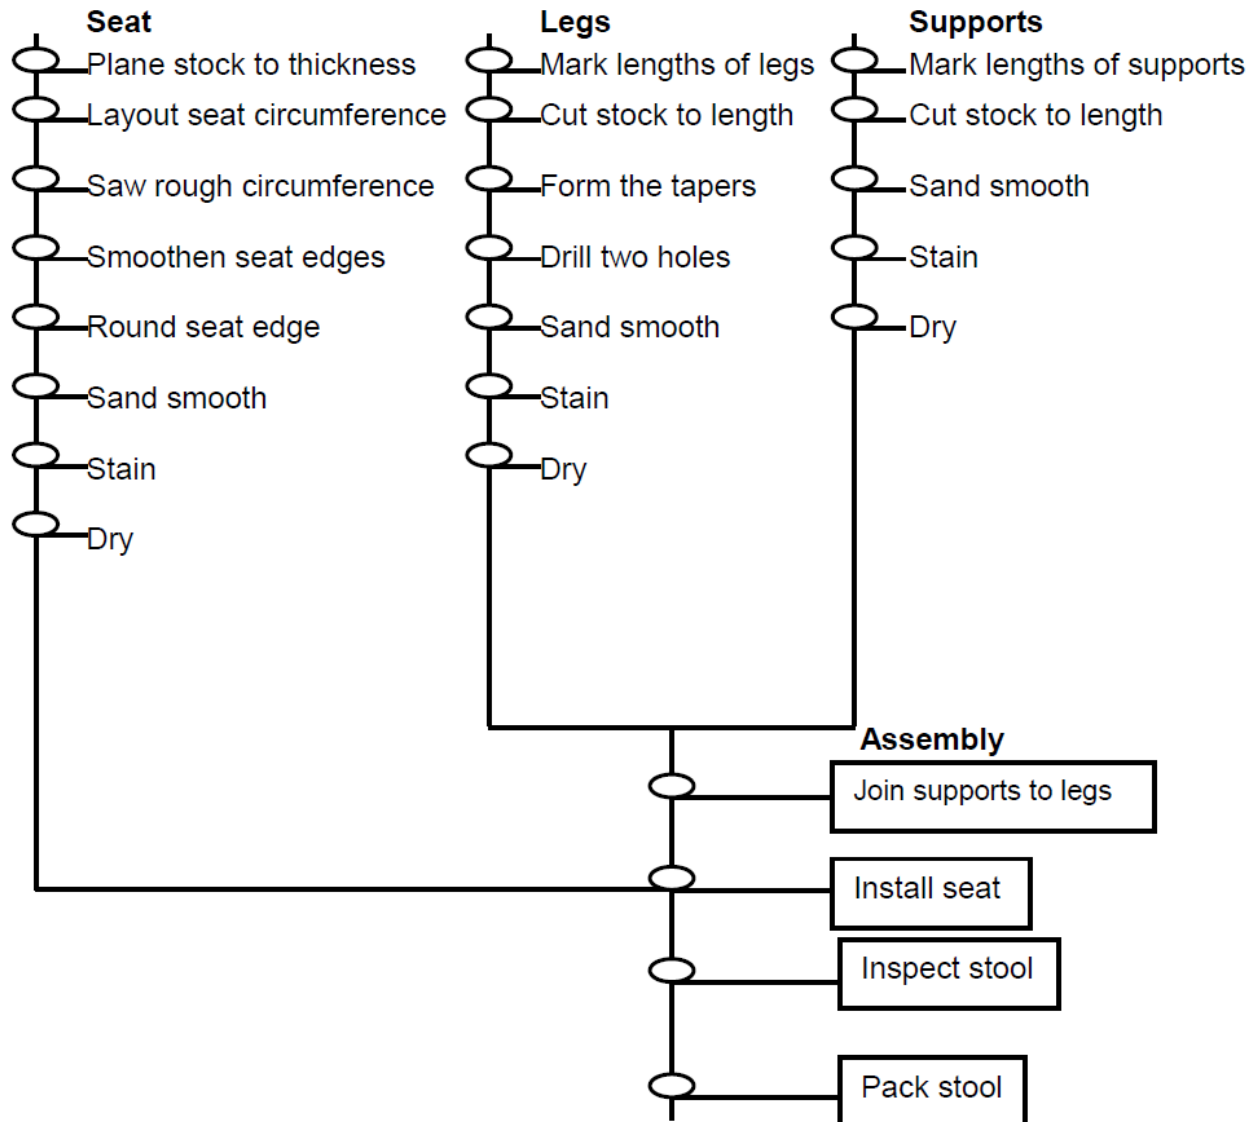 Seat
Plane stock to thickness
Layout seat circumference
Saw rough circumference
Smoothen seat edges
Round seat edge
Sand smooth
Stain
Dry
Legs
Mark lengths of legs
Cut stock to length
Form the tapers
Drill two holes
Sand smooth
Stain
Dry
Supports
Mark lengths of supports
Cut stock to length
Sand smooth
Stain
Dry
Assembly
Join supports to legs
Install seat
Inspect stool
Pack stool